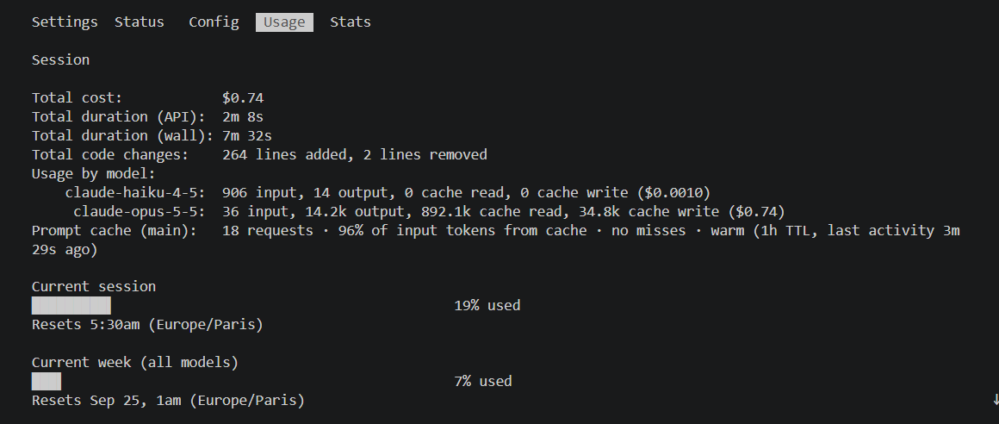 Settings  Status   Config   Usage   Stats
Session
Total cost:            $0.74
Total duration (API):  2m 8s
Total duration (wall): 7m 32s
Total code changes:    264 lines added, 2 lines removed
Usage by model:
    claude-haiku-4-5:  906 input, 14 output, 0 cache read, 0 cache write ($0.0010)
     claude-opus-5-5:  36 input, 14.2k output, 892.1k cache read, 34.8k cache write ($0.74)
Prompt cache (main):   18 requests · 96% of input tokens from cache · no misses · warm (1h TTL, last activity 3m
29s ago)
Current session
19% used
Resets 5:30am (Europe/Paris)
Current week (all models)
7% used
Resets Sep 25, 1am (Europe/Paris)
↓